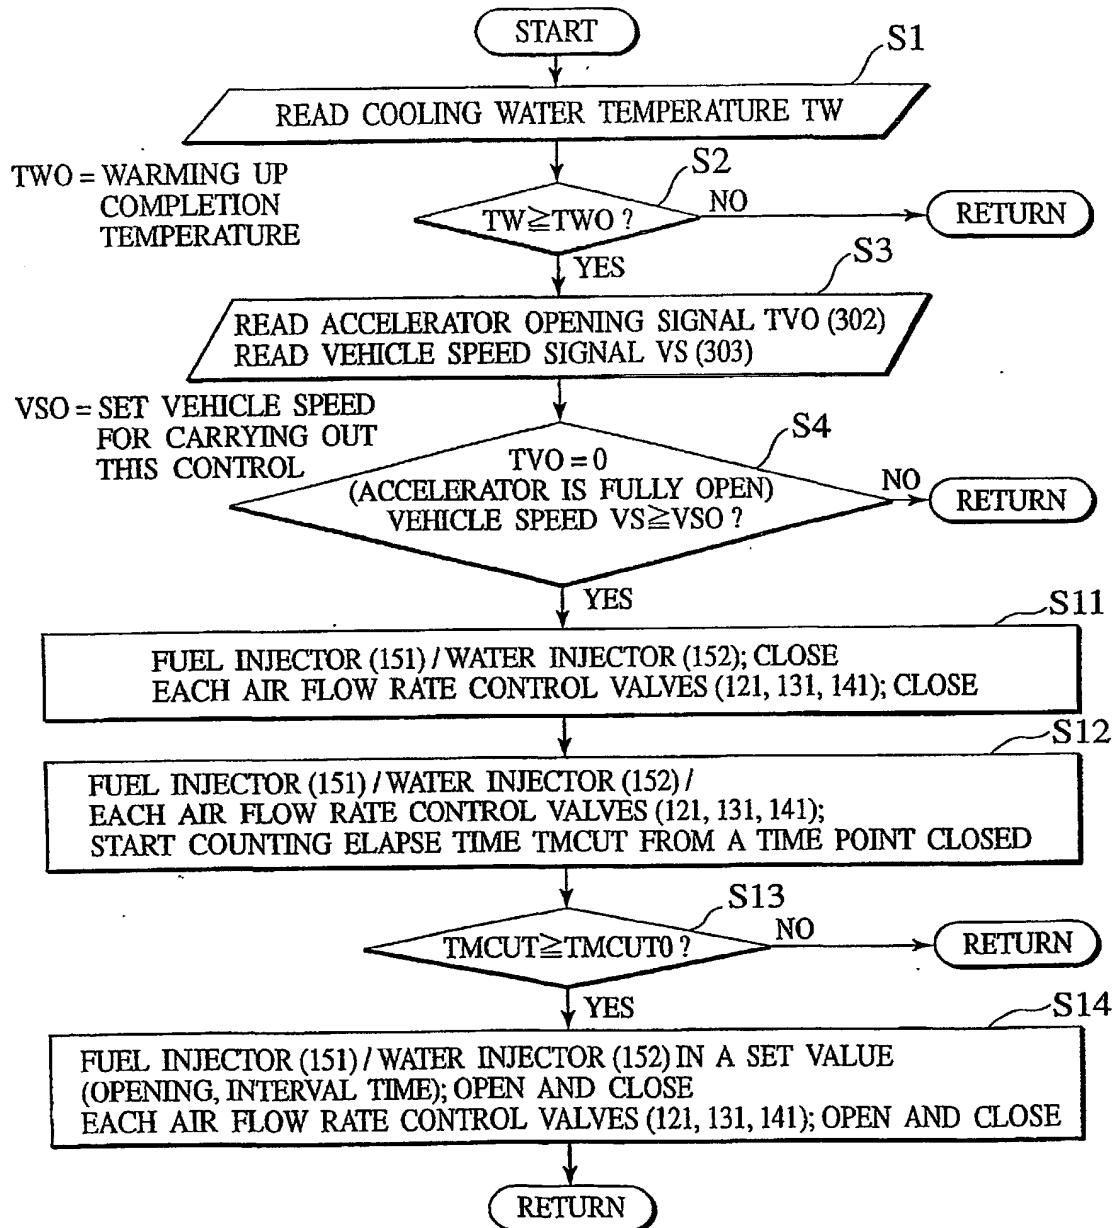 START
S1
READ COOLING WATER TEMPERATURE TW
TWO = WARMING UP
COMPLETION
TEMPERATURE
S2
TW≧TWO ?
NO
RETURN
YES
S3
READ ACCELERATOR OPENING SIGNAL TVO (302)
READ VEHICLE SPEED SIGNAL VS (303)
VSO = SET VEHICLE SPEED
FOR CARRYING OUT
THIS CONTROL
S4
TVO = 0
(ACCELERATOR IS FULLY OPEN)
VEHICLE SPEED VS≧VSO ?
NO
RETURN
YES
S11
FUEL INJECTOR (151) / WATER INJECTOR (152); CLOSE
EACH AIR FLOW RATE CONTROL VALVES (121, 131, 141); CLOSE
S12
FUEL INJECTOR (151) / WATER INJECTOR (152) /
EACH AIR FLOW RATE CONTROL VALVES (121, 131, 141);
START COUNTING ELAPSE TIME TMCUT FROM A TIME POINT CLOSED
S13
TMCUT≧TMCUT0 ?
NO
RETURN
YES
S14
FUEL INJECTOR (151) / WATER INJECTOR (152) IN A SET VALUE
(OPENING, INTERVAL TIME); OPEN AND CLOSE
EACH AIR FLOW RATE CONTROL VALVES (121, 131, 141); OPEN AND CLOSE
RETURN